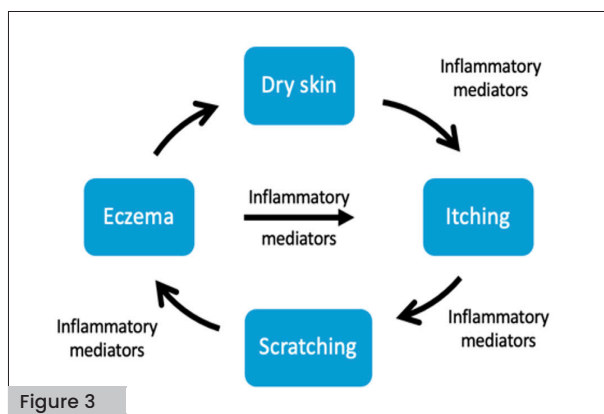 Dry skin
Inflammatory
mediators
Eczema
Inflammatory
mediators
Itching
Inflammatory
mediators
Scratching
Inflammatory
mediators
Figure 3